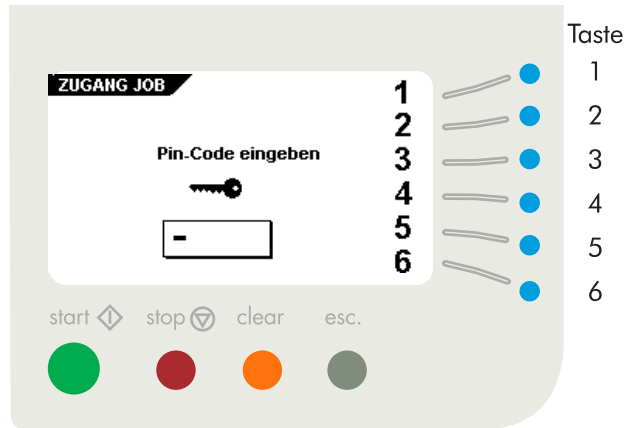 Taste
ZUGANG JOB
Pin-Code eingeben
-
1
2
3
4
5
6
1
2
3
4
5
6
start
stop
clear
esc.